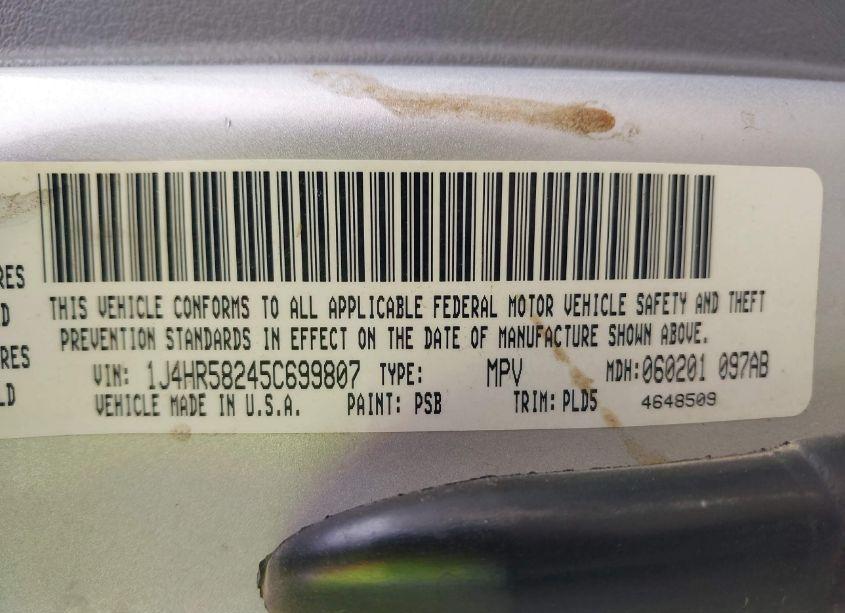 RES
THIS VEHICLE CONFORMS TO ALL APPLICABLE FEDERAL MOTOR VEHICLE SAFETY AND THEFT
D
PREVENTION STANDARDS IN EFFECT ON THE DATE OF MANUFACTURE SHOWN ABOVE.
RES
VIN: 1J4HR58245C699807 TYPE: MPV MDH:060201 097AB
LD
VEHICLE MADE IN U.S.A. PAINT: PSB TRIM: PLD5 4648509